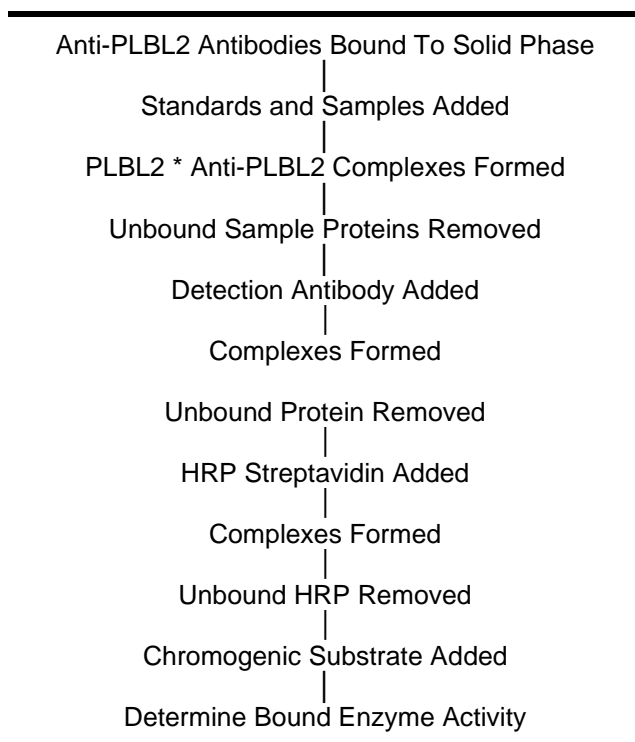 Anti-PLBL2 Antibodies Bound To Solid Phase
Standards and Samples Added
PLBL2 * Anti-PLBL2 Complexes Formed
Unbound Sample Proteins Removed
Detection Antibody Added
Complexes Formed
Unbound Protein Removed
HRP Streptavidin Added
Complexes Formed
Unbound HRP Removed
Chromogenic Substrate Added
Determine Bound Enzyme Activity